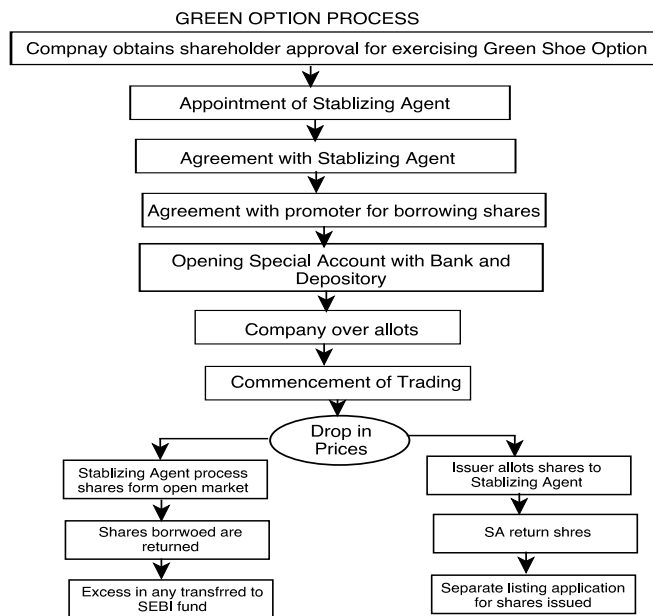 GREEN OPTION PROCESS
Compnay obtains shareholder approval for exercising Green Shoe Option
Appointment of Stablizing Agent
Agreement with Stablizing Agent
Agreement with promoter for borrowing shares
Opening Special Account with Bank and
Depository
Company over allots
Commencement of Trading
Drop in
Prices
Stablizing Agent process
shares form open market
Shares borrwoed are
returned
Excess in any transfrred to
SEBI fund
Issuer allots shares to
Stablizing Agent
SA return shres
Separate listing application
for shares issued